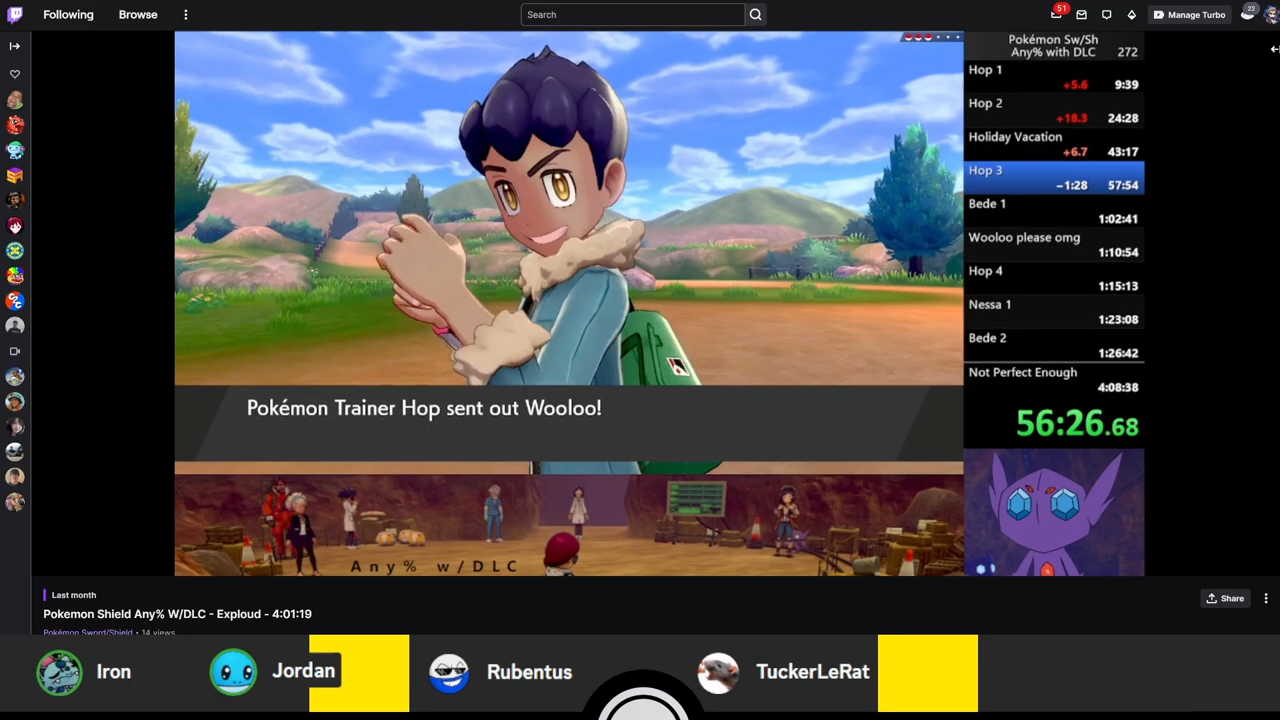 Following
Browse
Search
51
Manage Turbo
22
Pokémon Sw/Sh
Any% with DLC 272
Hop 1
+5.6 9:39
Hop 2
+18.3 24:28
Holiday Vacation
+6.7 43:17
Hop 3
−1:28 57:54
Bede 1
1:02:41
Wooloo please omg
1:10:54
Hop 4
1:15:13
Nessa 1
1:23:08
Bede 2
1:26:42
Not Perfect Enough
4:08:38
56:26.68
Pokémon Trainer Hop sent out Wooloo!
Any% w/DLC
Last month
Pokemon Shield Any% W/DLC - Exploud - 4:01:19
Share
Pokémon Sword/Shield • 14 views
Iron
Jordan
Rubentus
TuckerLeRat